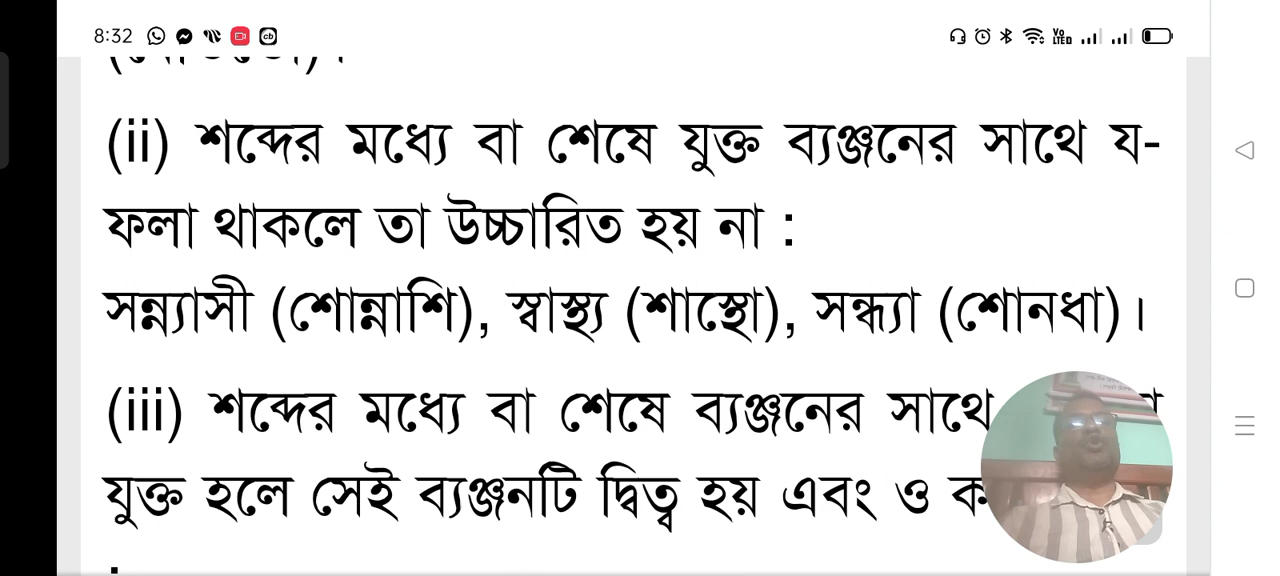 8:32
(ii) শব্দের মধ্যে বা শেষে যুক্ত ব্যঞ্জনের সাথে য-
ফলা থাকলে তা উচ্চারিত হয় না :
সন্ন্যাসী (শোন্নাশি), স্বাস্থ্য (শাস্থো), সন্ধ্যা (শোনধা)।
(iii) শব্দের মধ্যে বা শেষে ব্যঞ্জনের সাথে
যুক্ত হলে সেই ব্যঞ্জনটি দ্বিত্ব হয় এবং ও